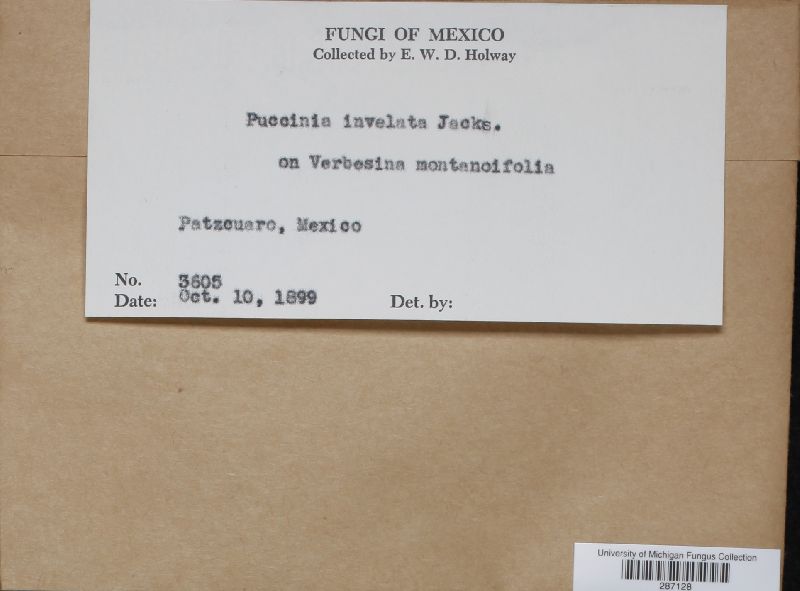 FUNGI OF MEXICO
Collected by E. W. D. Holway
Puccinia invelata Jacks.
on Verbesina montanoifolia
Patzcuaro, Mexico
No. 3605
Date: Oct. 10, 1899 Det. by:
University of Michigan Fungus Collection
287128